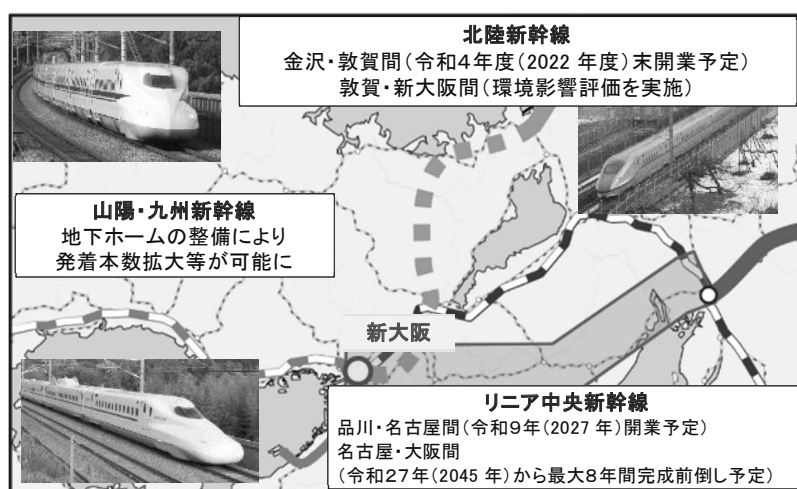 北陸新幹線
金沢・敦賀間(令和４年度(2022 年度)末開業予定)
敦賀・新大阪間(環境影響評価を実施)
山陽・九州新幹線
地下ホームの整備により
発着本数拡大等が可能に
新大阪
リニア中央新幹線
品川・名古屋間(令和９年(2027 年)開業予定)
名古屋・大阪間
(令和２７年(2045 年)から最大８年間完成前倒し予定)